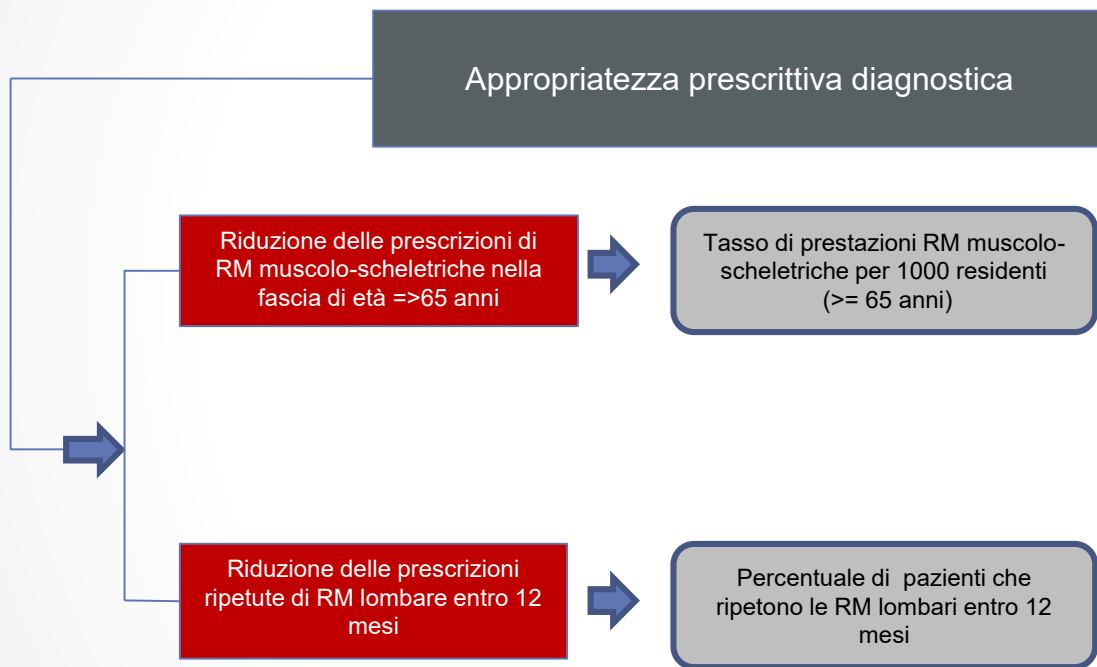 Appropriatezza prescrittiva diagnostica
Riduzione delle prescrizioni di
RM muscolo-scheletriche nella
fascia di età =>65 anni
Tasso di prestazioni RM muscolo-
scheletriche per 1000 residenti
(>= 65 anni)
Riduzione delle prescrizioni
ripetute di RM lombare entro 12
mesi
Percentuale di  pazienti che
ripetono le RM lombari entro 12
mesi